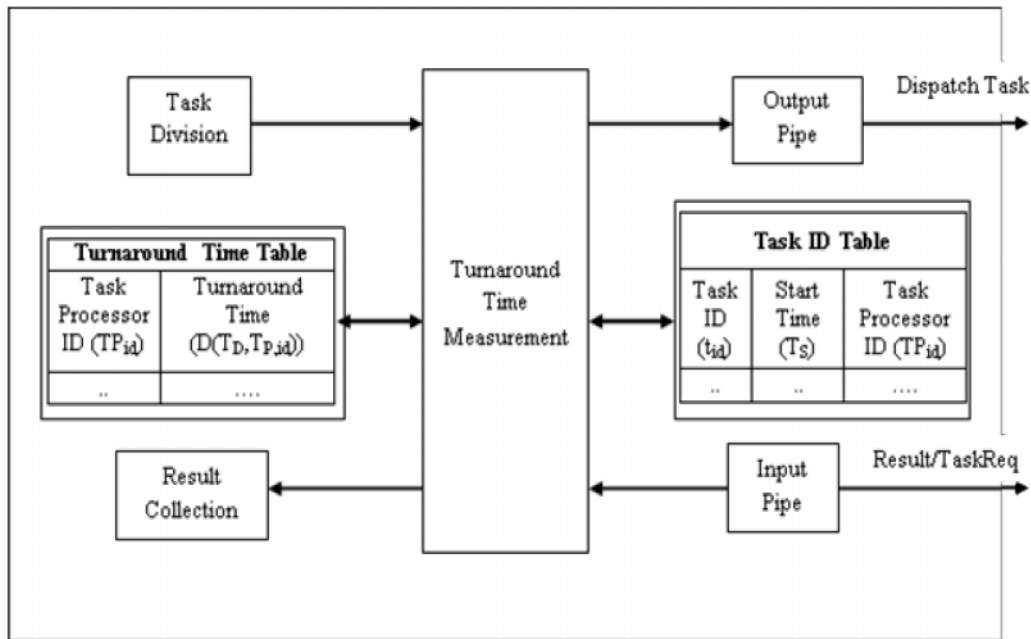 Task
Division
Output
Pipe
Dispatch Task
Turnaround Time Table
Task
Processor
ID (TPid)
Turnaround
Time
(D(TD,TP,id))
..
....
Turnaround
Time
Measurement
Task ID Table
Task
ID
(tid)
Start
Time
(TS)
Task
Processor
ID (TPid)
..
..
....
Result
Collection
Input
Pipe
Result/TaskReq